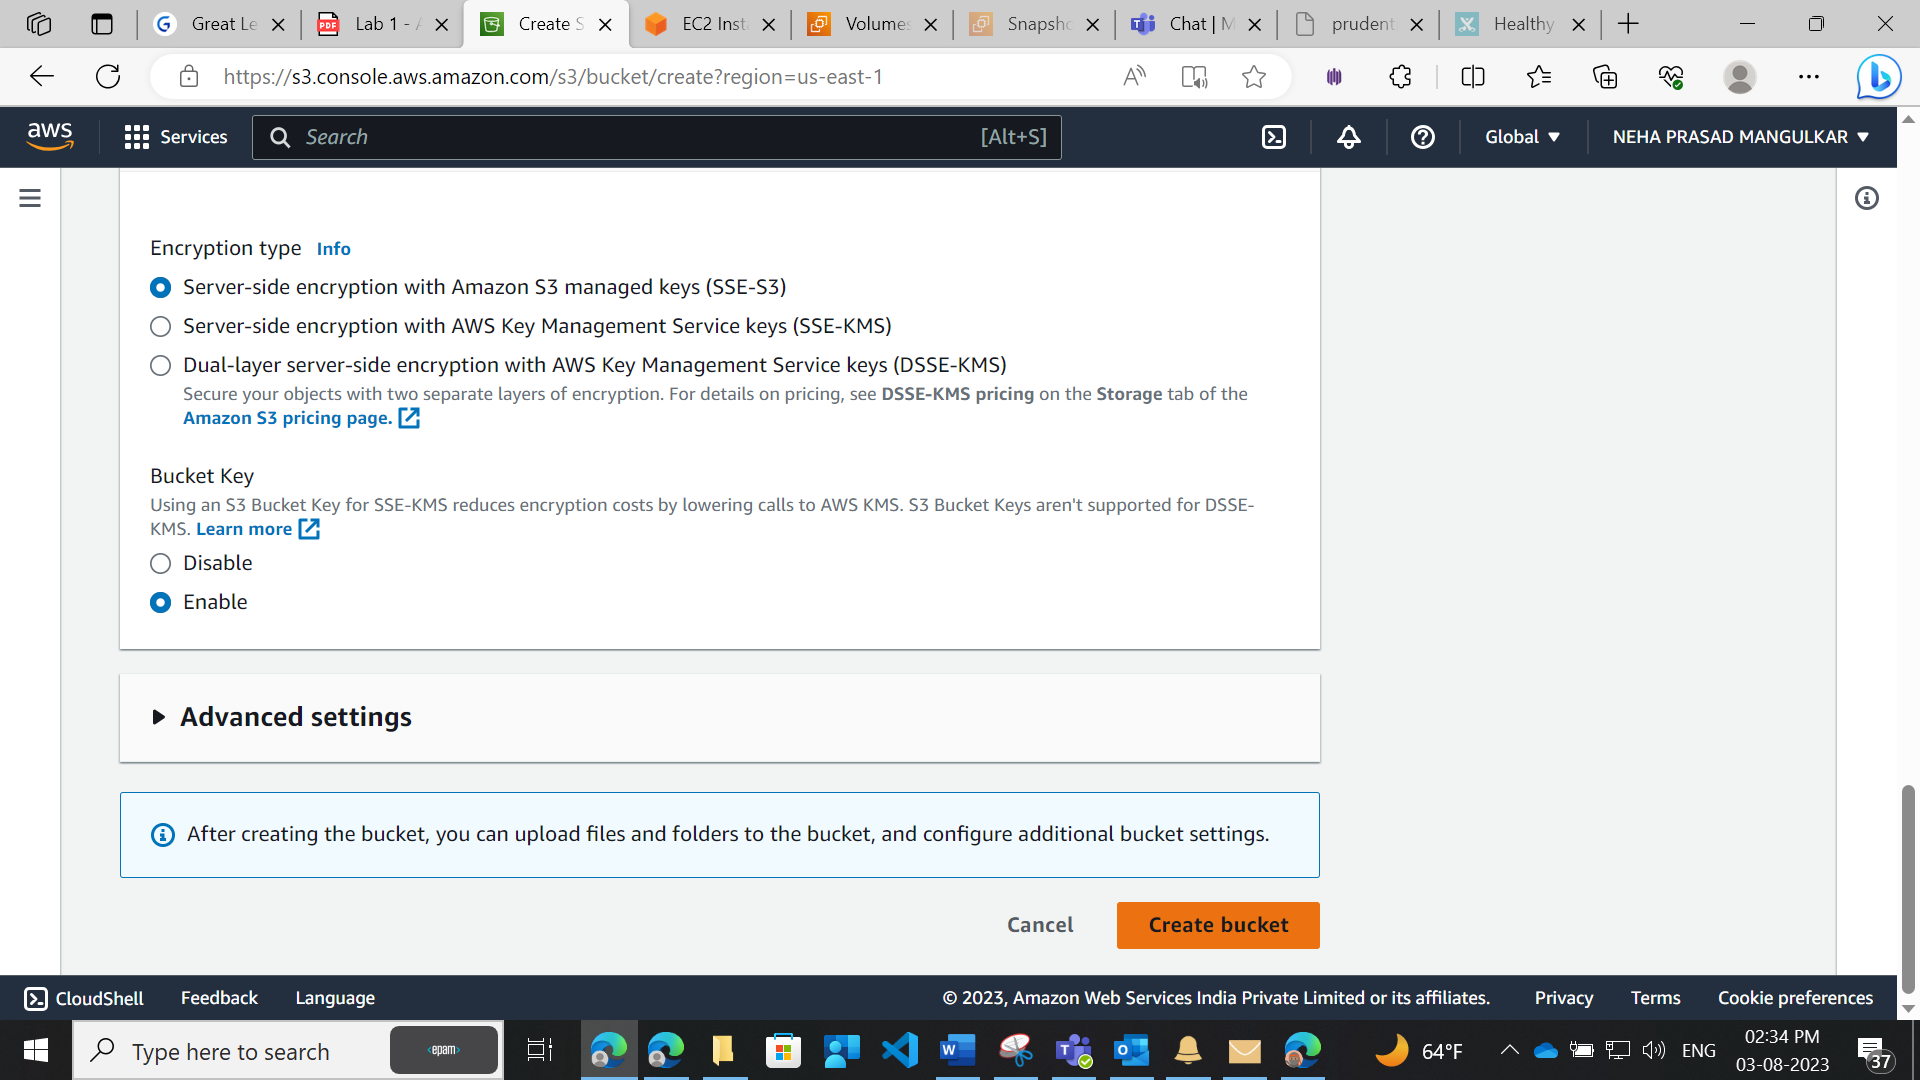 Great Le
Lab 1 - A
Create S
EC2 Inst
Volumes
Snapsho
Chat | M
prudent
Healthy
https://s3.console.aws.amazon.com/s3/bucket/create?region=us-east-1
aws
Services
Search
[Alt+S]
Global
NEHA PRASAD MANGULKAR
Encryption type Info
Server-side encryption with Amazon S3 managed keys (SSE-S3)
Server-side encryption with AWS Key Management Service keys (SSE-KMS)
Dual-layer server-side encryption with AWS Key Management Service keys (DSSE-KMS)
Secure your objects with two separate layers of encryption. For details on pricing, see DSSE-KMS pricing on the Storage tab of the
Amazon S3 pricing page.
Bucket Key
Using an S3 Bucket Key for SSE-KMS reduces encryption costs by lowering calls to AWS KMS. S3 Bucket Keys aren't supported for DSSE-
KMS. Learn more
Disable
Enable
Advanced settings
After creating the bucket, you can upload files and folders to the bucket, and configure additional bucket settings.
Cancel
Create bucket
CloudShell
Feedback
Language
© 2023, Amazon Web Services India Private Limited or its affiliates.
Privacy
Terms
Cookie preferences
Type here to search
<epam>
64°F
ENG
02:34 PM
03-08-2023
37